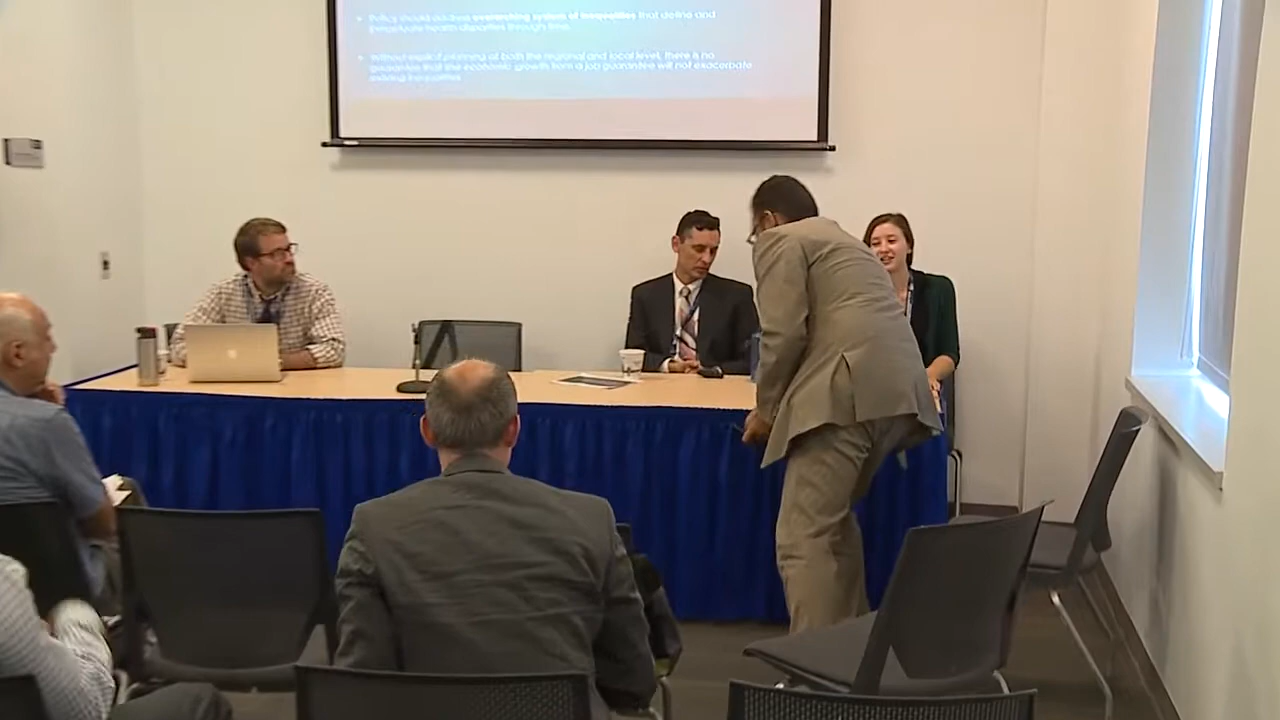 Policy should address overarching system of inequalities that define and
perpetuate health disparities through time.
Without explicit planning at both the regional and local level, there is no
guarantee that the economic growth from a job guarantee will not exacerbate
existing inequalities.